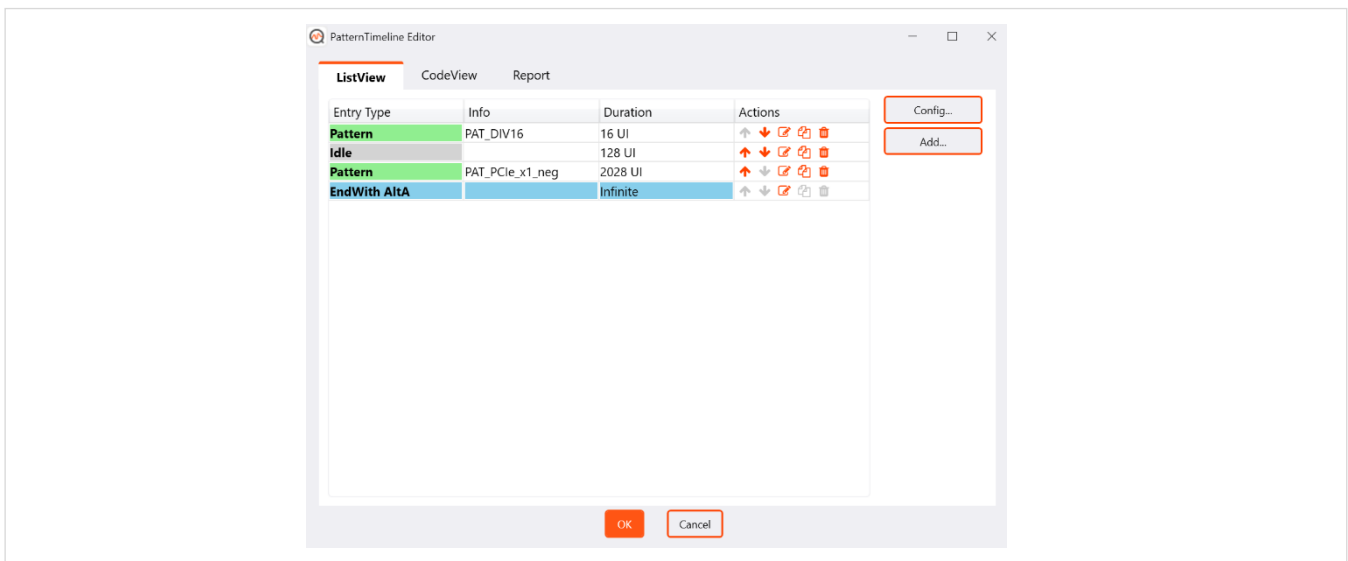 PatternTimeline Editor
ListView CodeView Report
Entry Type Info Duration Actions
Pattern PAT_DIV16 16 UI
Idle 128 UI
Pattern PAT_PCIe_x1_neg 2028 UI
EndWith AltA Infinite
Config...
Add...
OK Cancel